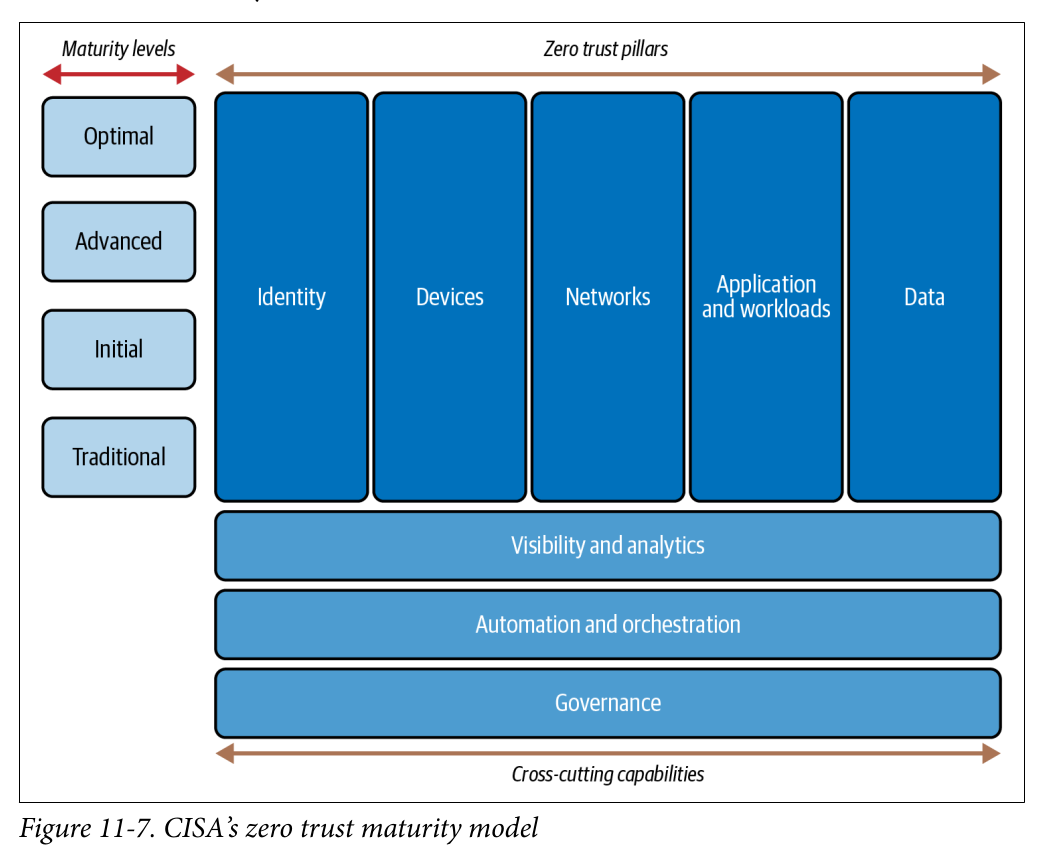 Maturity levels
Zero trust pillars
Optimal
Advanced
Initial
Traditional
Identity
Devices
Networks
Application
and workloads
Data
Visibility and analytics
Automation and orchestration
Governance
Cross-cutting capabilities
Figure 11-7. CISA’s zero trust maturity model